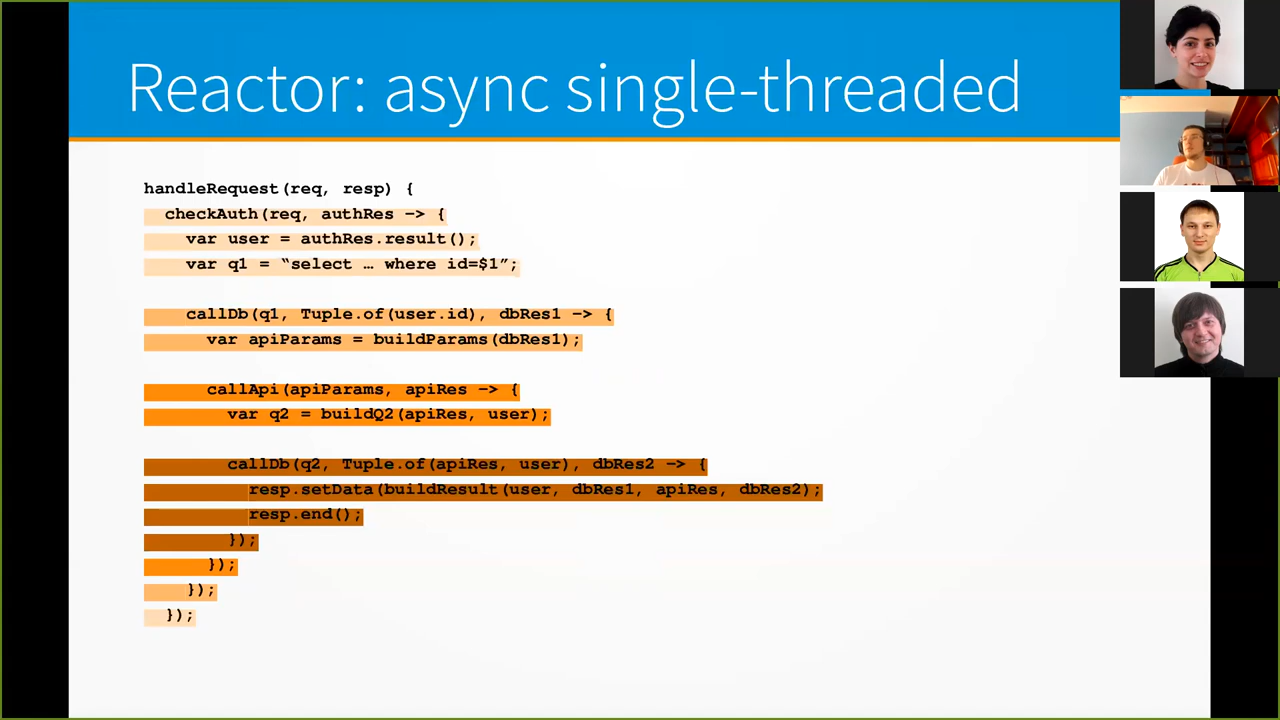 Reactor: async single-threaded
handleRequest(req, resp) {
checkAuth(req, authRes -> {
var user = authRes.result();
var q1 = “select … where id=$1”;
callDb(q1, Tuple.of(user.id), dbRes1 -> {
var apiParams = buildParams(dbRes1);
callApi(apiParams, apiRes -> {
var q2 = buildQ2(apiRes, user);
callDb(q2, Tuple.of(apiRes, user), dbRes2 -> {
resp.setData(buildResult(user, dbRes1, apiRes, dbRes2);
resp.end();
});
});
});
});